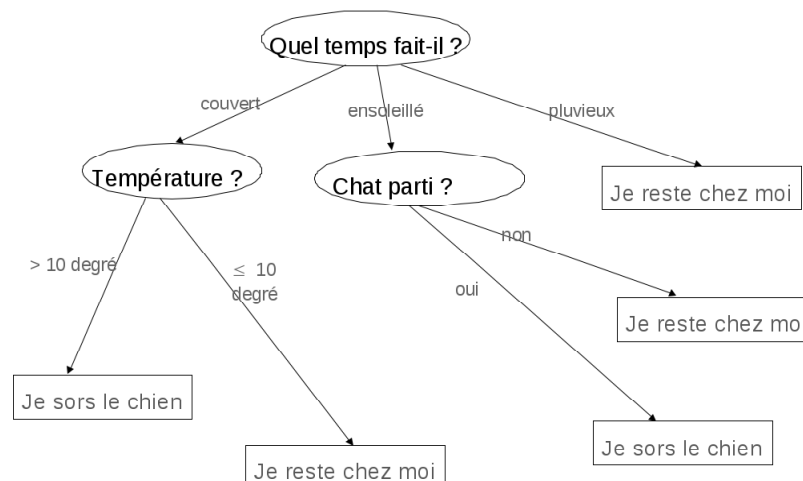 Quel temps fait-il ?
couvert
ensoleillé
pluvieux
Température ?
Chat parti ?
Je reste chez moi
> 10 degré
≤ 10
degré
oui
non
Je reste chez mo
Je sors le chien
Je reste chez moi
Je sors le chien